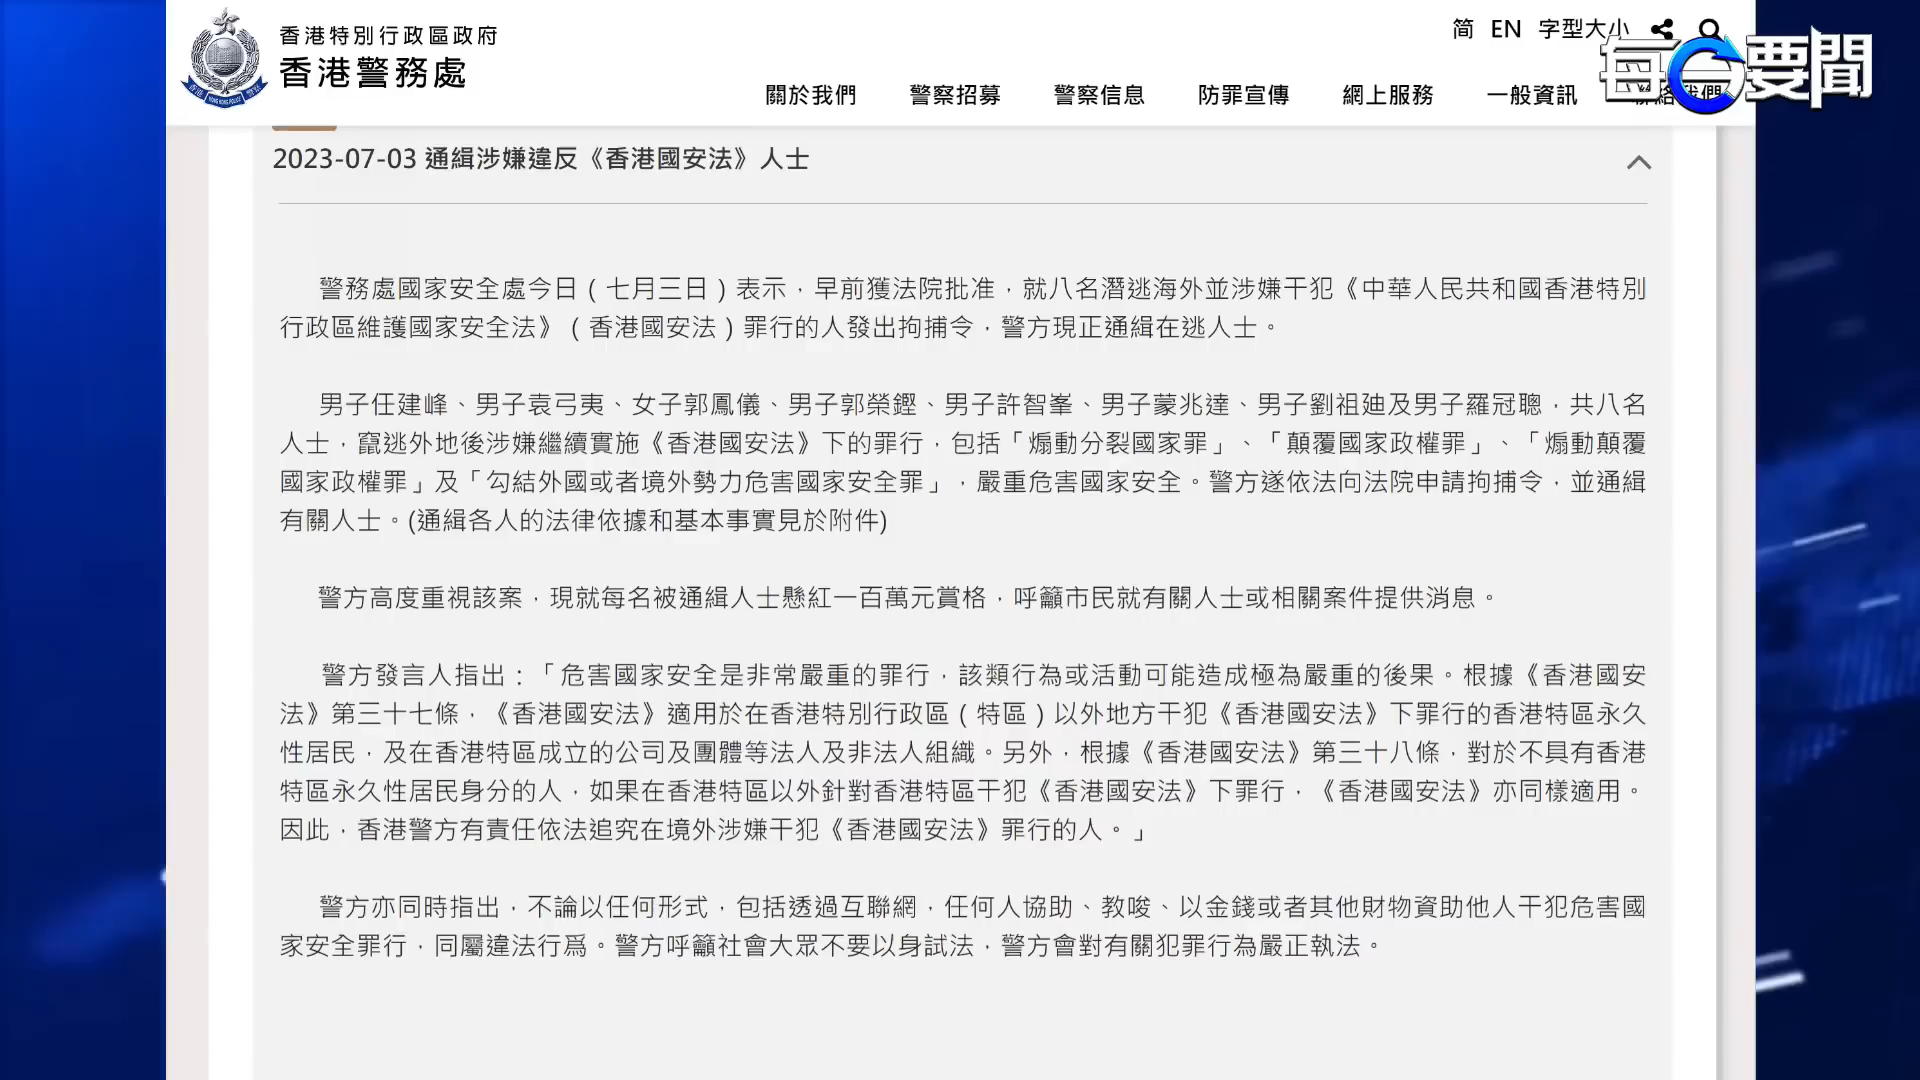 香港特別行政區政府
香港警務處
简 EN 字型大小
每日要聞
關於我們 警察招募 警察信息 防罪宣傳 網上服務 一般資訊 聯絡我們
2023-07-03 通緝涉嫌違反《香港國安法》人士
警務處國家安全處今日（七月三日）表示，早前獲法院批准，就八名潛逃海外並涉嫌干犯《中華人民共和國香港特別
行政區維護國家安全法》（香港國安法）罪行的人發出拘捕令，警方現正通緝在逃人士。
男子任建峰、男子袁弓夷、女子郭鳳儀、男子郭榮鏗、男子許智峯、男子蒙兆達、男子劉祖廸及男子羅冠聰，共八名
人士，竄逃外地後涉嫌繼續實施《香港國安法》下的罪行，包括「煽動分裂國家罪」、「顛覆國家政權罪」、「煽動顛覆
國家政權罪」及「勾結外國或者境外勢力危害國家安全罪」，嚴重危害國家安全。警方遂依法向法院申請拘捕令，並通緝
有關人士。(通緝各人的法律依據和基本事實見於附件)
警方高度重視該案，現就每名被通緝人士懸紅一百萬元賞格，呼籲市民就有關人士或相關案件提供消息。
警方發言人指出：「危害國家安全是非常嚴重的罪行，該類行為或活動可能造成極為嚴重的後果。根據《香港國安
法》第三十七條，《香港國安法》適用於在香港特別行政區（特區）以外地方干犯《香港國安法》下罪行的香港特區永久
性居民，及在香港特區成立的公司及團體等法人及非法人組織。另外，根據《香港國安法》第三十八條，對於不具有香港
特區永久性居民身分的人，如果在香港特區以外針對香港特區干犯《香港國安法》下罪行，《香港國安法》亦同樣適用。
因此，香港警方有責任依法追究在境外涉嫌干犯《香港國安法》罪行的人。」
警方亦同時指出，不論以任何形式，包括透過互聯網，任何人協助、教唆、以金錢或者其他財物資助他人干犯危害國
家安全罪行，同屬違法行爲。警方呼籲社會大眾不要以身試法，警方會對有關犯罪行為嚴正執法。